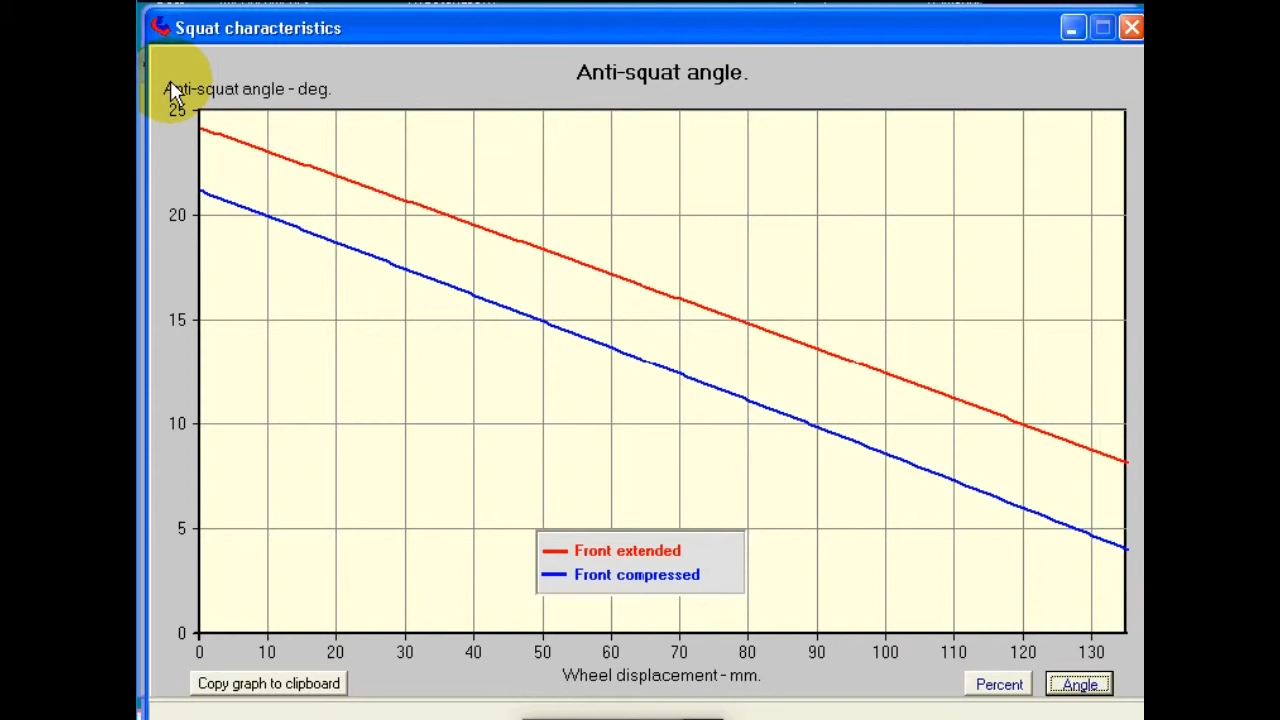 Squat characteristics
Anti-squat angle.
Anti-squat angle - deg.
25
20
15
10
5
0
Front extended
Front compressed
0 10 20 30 40 50 60 70 80 90 100 110 120 130
Wheel displacement - mm.
Copy graph to clipboard
Percent
Angle